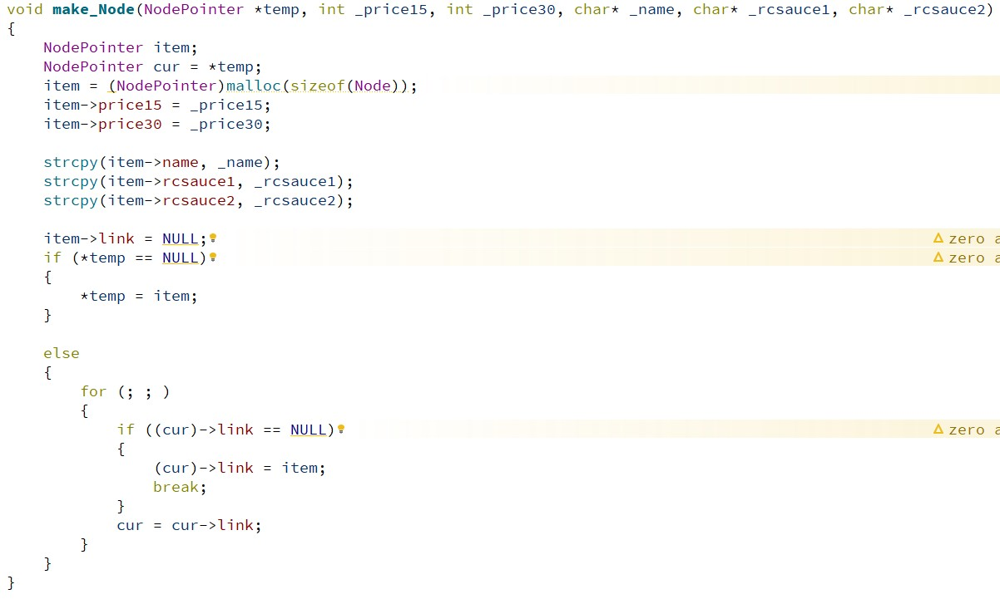 void make_Node(NodePointer *temp, int _price15, int _price30, char* _name, char* _rcsauce1, char* _rcsauce2)
{
    NodePointer item;
    NodePointer cur = *temp;
    item = (NodePointer)malloc(sizeof(Node));
    item->price15 = _price15;
    item->price30 = _price30;

    strcpy(item->name, _name);
    strcpy(item->rcsauce1, _rcsauce1);
    strcpy(item->rcsauce2, _rcsauce2);

    item->link = NULL; zero a
    if (*temp == NULL) zero a
    {
        *temp = item;
    }

    else
    {
        for (; ; )
        {
            if ((cur)->link == NULL) zero a
            {
                (cur)->link = item;
                break;
            }
            cur = cur->link;
        }
    }
}